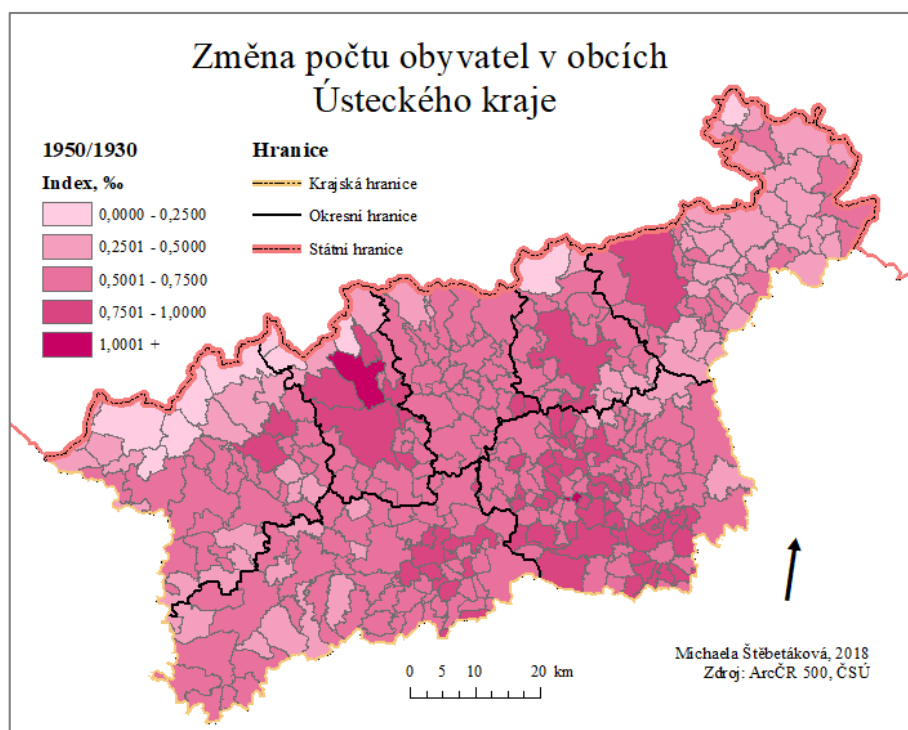 Změna počtu obyvatel v obcích
Ústeckého kraje
1950/1930
Index, ‰
0,0000 - 0,2500
0,2501 - 0,5000
0,5001 - 0,7500
0,7501 - 1,0000
1,0001 +
Hranice
Krajská hranice
Okresní hranice
Státní hranice
0 5 10 20 km
Michaela Štěbetáková, 2018
Zdroj: ArcČR 500, ČSÚ